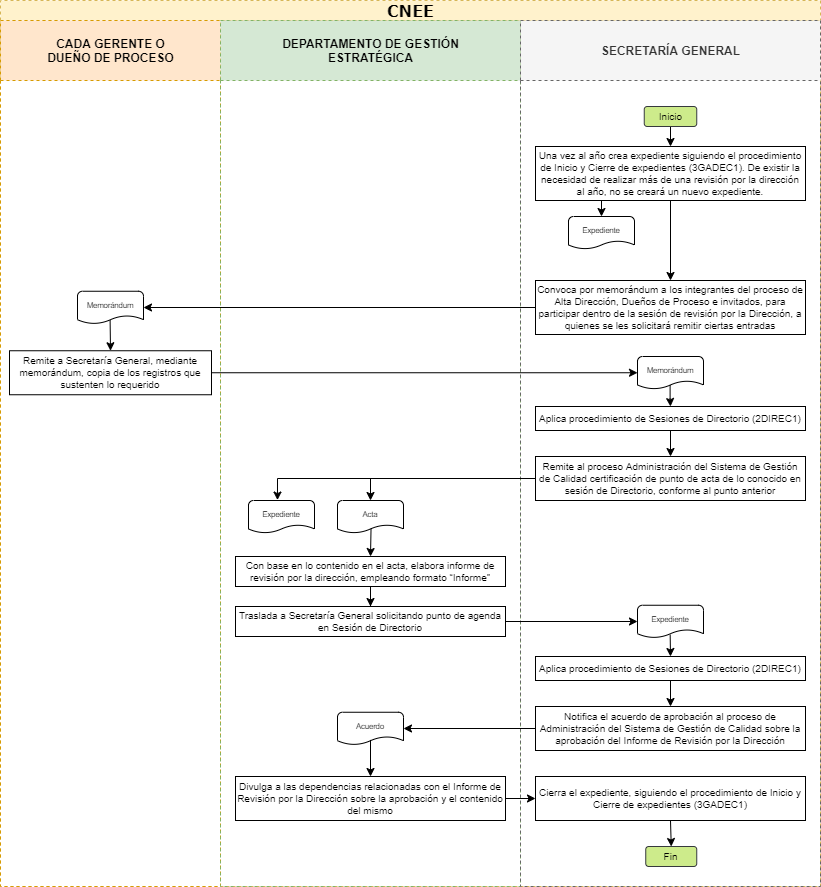 CNEE
CADA GERENTE O
DUEÑO DE PROCESO
DEPARTAMENTO DE GESTIÓN
ESTRATÉGICA
SECRETARÍA GENERAL
Inicio
Una vez al año crea expediente siguiendo el procedimiento
de Inicio y Cierre de expedientes (3GADEC1). De existir la
necesidad de realizar más de una revisión por la dirección
al año, no se creará un nuevo expediente.
Expediente
Convoca por memorándum a los integrantes del proceso de
Alta Dirección, Dueños de Proceso e invitados, para
participar dentro de la sesión de revisión por la Dirección, a
quienes se les solicitará remitir ciertas entradas
Memorándum
Remite a Secretaría General, mediante
memorándum, copia de los registros que
sustenten lo requerido
Memorándum
Aplica procedimiento de Sesiones de Directorio (2DIREC1)
Remite al proceso Administración del Sistema de Gestión
de Calidad certificación de punto de acta de lo conocido en
sesión de Directorio, conforme al punto anterior
Expediente
Acta
Con base en lo contenido en el acta, elabora informe de
revisión por la dirección, empleando formato “Informe”
Traslada a Secretaría General solicitando punto de agenda
en Sesión de Directorio
Expediente
Aplica procedimiento de Sesiones de Directorio (2DIREC1)
Notifica el acuerdo de aprobación al proceso de
Administración del Sistema de Gestión de Calidad sobre la
aprobación del Informe de Revisión por la Dirección
Acuerdo
Divulga a las dependencias relacionadas con el Informe de
Revisión por la Dirección sobre la aprobación y el contenido
del mismo
Cierra el expediente, siguiendo el procedimiento de Inicio y
Cierre de expedientes (3GADEC1)
Fin